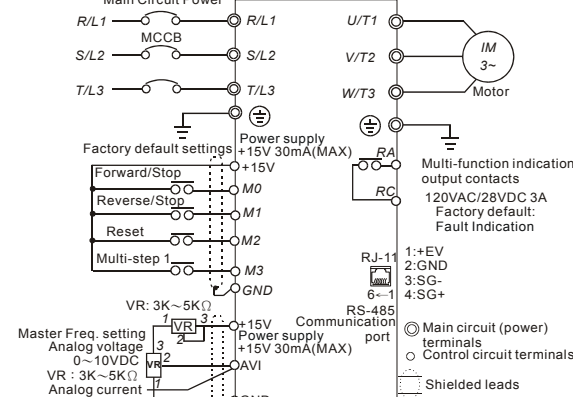 Main Circuit Power
R/L1 R/L1 U/T1
MCCB
S/L2 S/L2 V/T2
IM
3~
T/L3 T/L3 W/T3 Motor
Factory default settings
Power supply
+15V 30mA(MAX)
+15V
Forward/Stop
M0
Reverse/Stop
M1
Reset
M2
Multi-step 1
M3
GND
RA
RC
Multi-function indication
output contacts
120VAC/28VDC 3A
Factory default:
Fault Indication
RJ-11
6←1
1:+EV
2:GND
3:SG-
4:SG+
RS-485
Communication
port
VR: 3K~5KΩ
1 VR 3
2
+15V
Power supply
+15V 30mA(MAX)
Master Freq. setting
Analog voltage
0~10VDC
VR : 3K~5KΩ
Analog current
3
VR 2
1
AVI
GND
Main circuit (power)
terminals
Control circuit terminals
Shielded leads